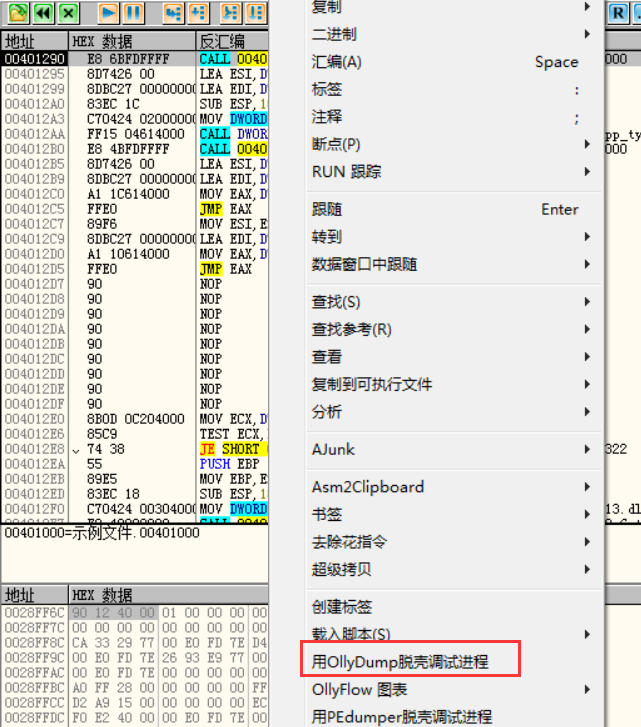 复制
二进制
汇编(A) Space
标签 :
注释 ;
断点(P)
RUN 跟踪
跟随 Enter
转到
数据窗口中跟随
查找(S)
查找参考(R)
查看
复制到可执行文件
分析
AJunk
Asm2Clipboard
书签
去除花指令
超级拷贝
创建标签
载入脚本(S)
用OllyDump脱壳调试进程
OllyFlow 图表
用PEdumper脱壳调试进程
R
地址 HEX 数据 反汇编
00401290 E8 6BFDFFFF CALL 0040 000
00401295 8D7426 00 LEA ESI,D
00401299 8DBC27 00000000 LEA EDI,D
004012A0 83EC 1C SUB ESP,1
004012A3 C70424 02000000 MOV DWORD
004012AA FF15 04614000 CALL DWOR pp_ty
004012B0 E8 4BFDFFFF CALL 0040 000
004012B5 8D7426 00 LEA ESI,D
004012B9 8DBC27 00000000 LEA EDI,D
004012C0 A1 1C614000 MOV EAX,D
004012C5 FFE0 JMP EAX
004012C7 89F6 MOV ESI,E
004012C9 8DBC27 00000000 LEA EDI,D
004012D0 A1 10614000 MOV EAX,D
004012D5 FFE0 JMP EAX
004012D7 90 NOP
004012D8 90 NOP
004012D9 90 NOP
004012DA 90 NOP
004012DB 90 NOP
004012DC 90 NOP
004012DD 90 NOP
004012DE 90 NOP
004012DF 90 NOP
004012E0 8B0D 0C204000 MOV ECX,D
004012E6 85C9 TEST ECX,
004012E8 74 38 JE SHORT 322
004012EA 55 PUSH EBP
004012EB 89E5 MOV EBP,E
004012ED 83EC 18 SUB ESP,1
004012F0 C70424 00304000 MOV DWORD 13.dl
00401000=示例文件.00401000
地址 HEX 数据
0028FF6C 90 12 40 00 01 00 00 00 00
0028FF7C 00 00 00 00 00 00 00 00 00
0028FF8C CA 33 29 77 00 E0 FD 7E D4
0028FF9C 00 E0 FD 7E 26 93 E9 77 00
0028FFAC 00 E0 FD 7E 00 00 00 00 00
0028FFBC A0 FF 28 00 00 00 00 00 FF
0028FFCC D2 A9 15 00 00 00 00 00 EC
0028FFDC F0 E2 40 00 00 E0 FD 7E 00